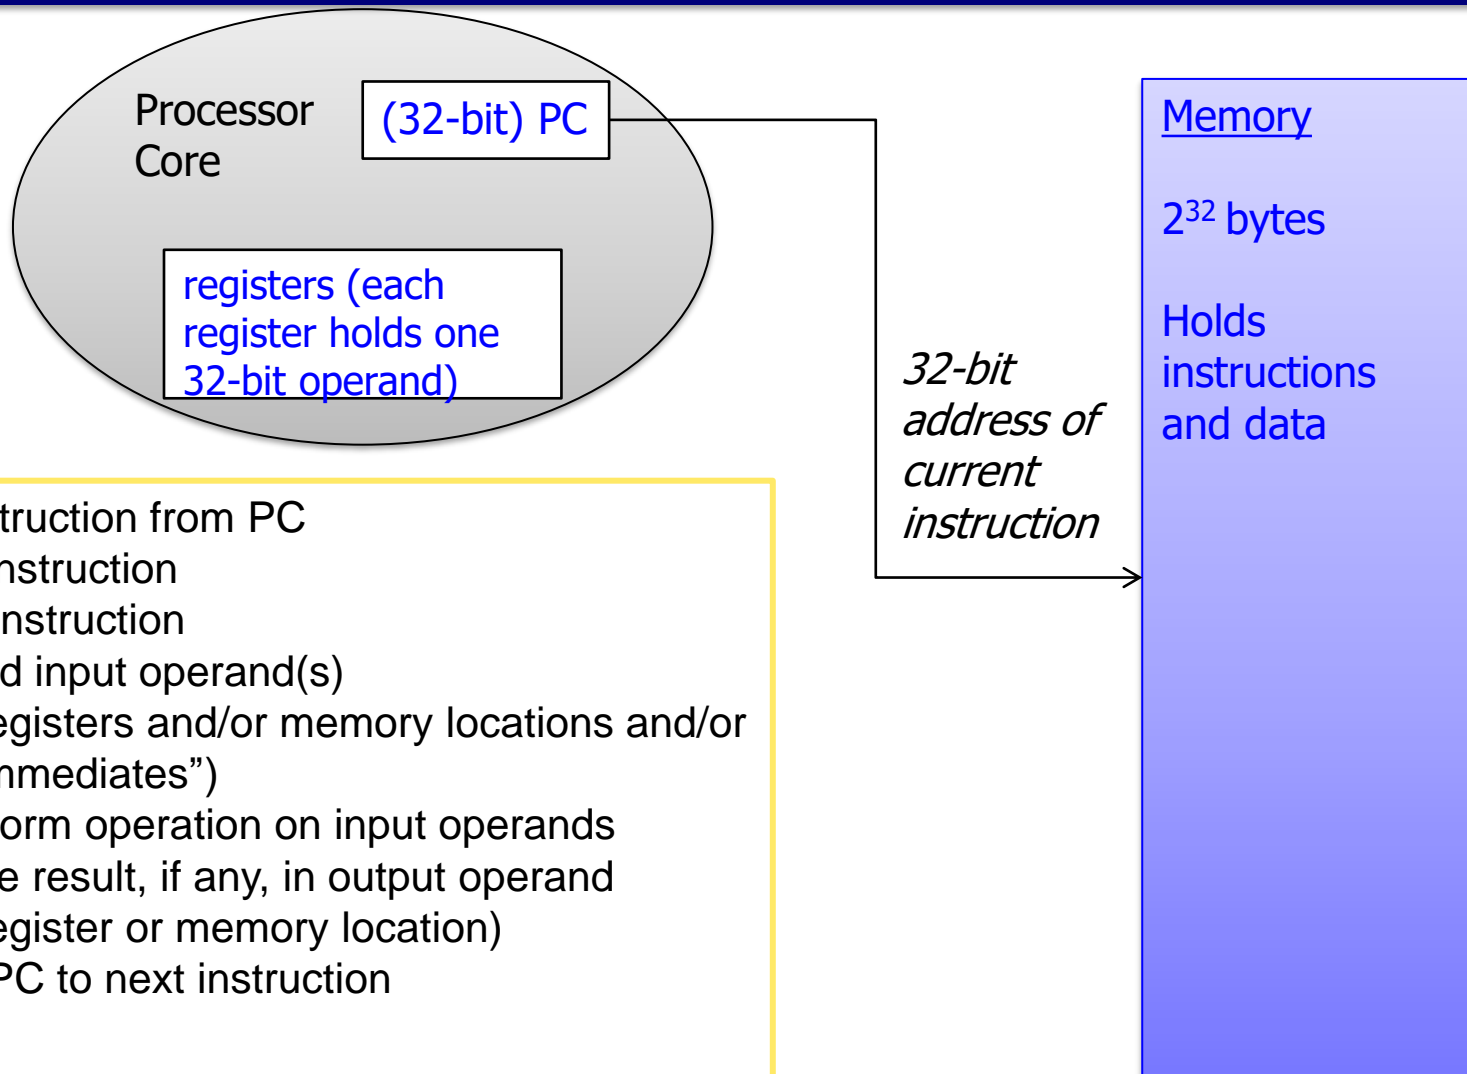 Processor
Core
(32-bit) PC
registers (each
register holds one
32-bit operand)
32-bit
address of
current
instruction
Memory
2³² bytes
Holds
instructions
and data
truction from PC
nstruction
nstruction
d input operand(s)
egisters and/or memory locations and/or
mmediates”)
orm operation on input operands
e result, if any, in output operand
egister or memory location)
PC to next instruction